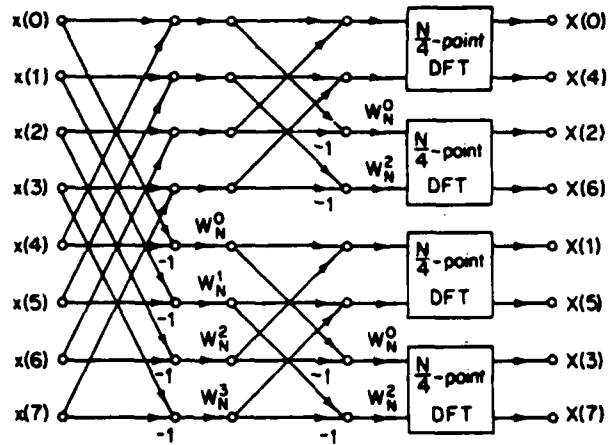 x(0)
N/4-point
X(0)
x(1)
DFT
X(4)
x(2)
W_N^0
-1
N/4-point
X(2)
x(3)
W_N^2
-1
DFT
X(6)
x(4)
-1
W_N^0
N/4-point
X(1)
x(5)
-1
W_N^1
DFT
X(5)
x(6)
-1
W_N^2
-1
W_N^0
N/4-point
X(3)
x(7)
-1
W_N^3
-1
W_N^2
DFT
X(7)